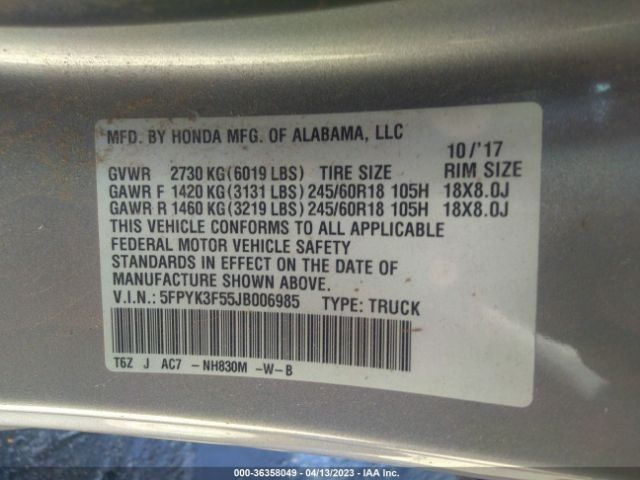 MFD. BY HONDA MFG. OF ALABAMA, LLC
10/'17
GVWR 2730 KG(6019 LBS) TIRE SIZE RIM SIZE
GAWR F 1420 KG(3131 LBS) 245/60R18 105H 18X8.0J
GAWR R 1460 KG(3219 LBS) 245/60R18 105H 18X8.0J
THIS VEHICLE CONFORMS TO ALL APPLICABLE
FEDERAL MOTOR VEHICLE SAFETY
STANDARDS IN EFFECT ON THE DATE OF
MANUFACTURE SHOWN ABOVE.
V.I.N.: 5FPYK3F55JB006985 TYPE: TRUCK
T6Z J AC7 - NH830M -W-B
000-36358049 - 04/13/2023 - IAA Inc.